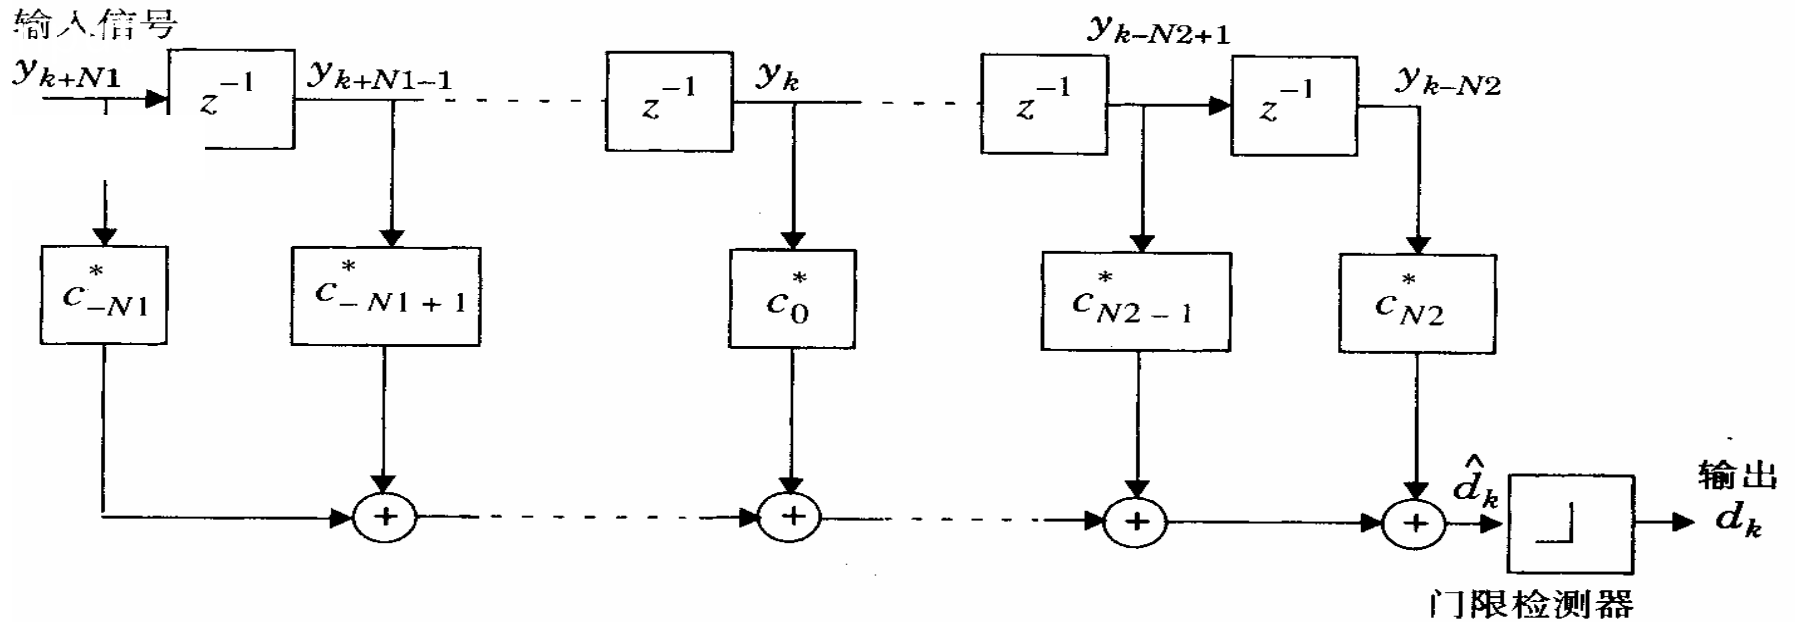 输入信号
y_{k+N1} z^{-1} y_{k+N1-1} z^{-1} y_k z^{-1} y_{k-N2+1} z^{-1} y_{k-N2}
c^*_{-N1} c^*_{-N1+1} c^*_0 c^*_{N2-1} c^*_{N2}
+ + + + \hat{d}_k 输出
d_k
门限检测器